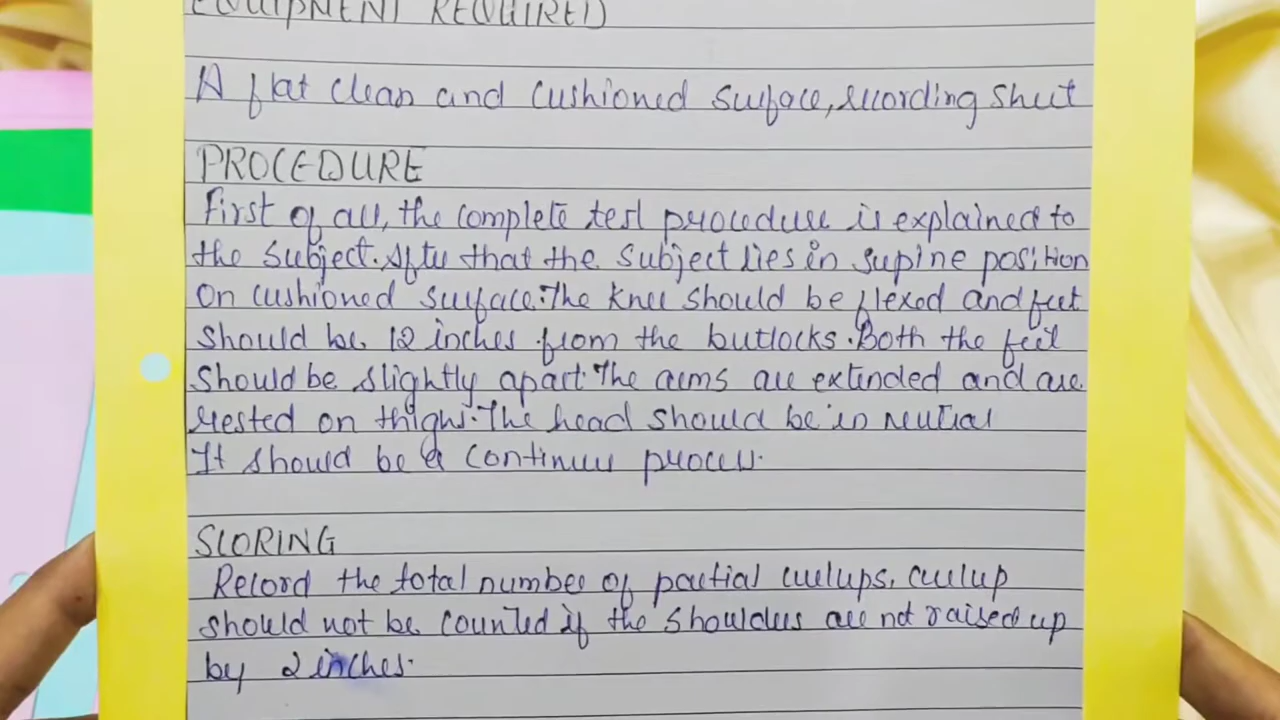 EQUIPMENT REQUIRED
A flat clean and cushioned surface, recording sheet
PROCEDURE
First of all, the complete test procedure is explained to
the subject. After that the subject lies in supine position
on cushioned surface. The knee should be flexed and feet
should be 12 inches from the buttocks. Both the feet
should be slightly apart. The arms are extended and are
rested on thighs. The head should be in neutral
It should be a continue process.
SCORING
Record the total number of partial curlups, curlup
should not be counted if the shoulders are not raised up
by 2 inches.